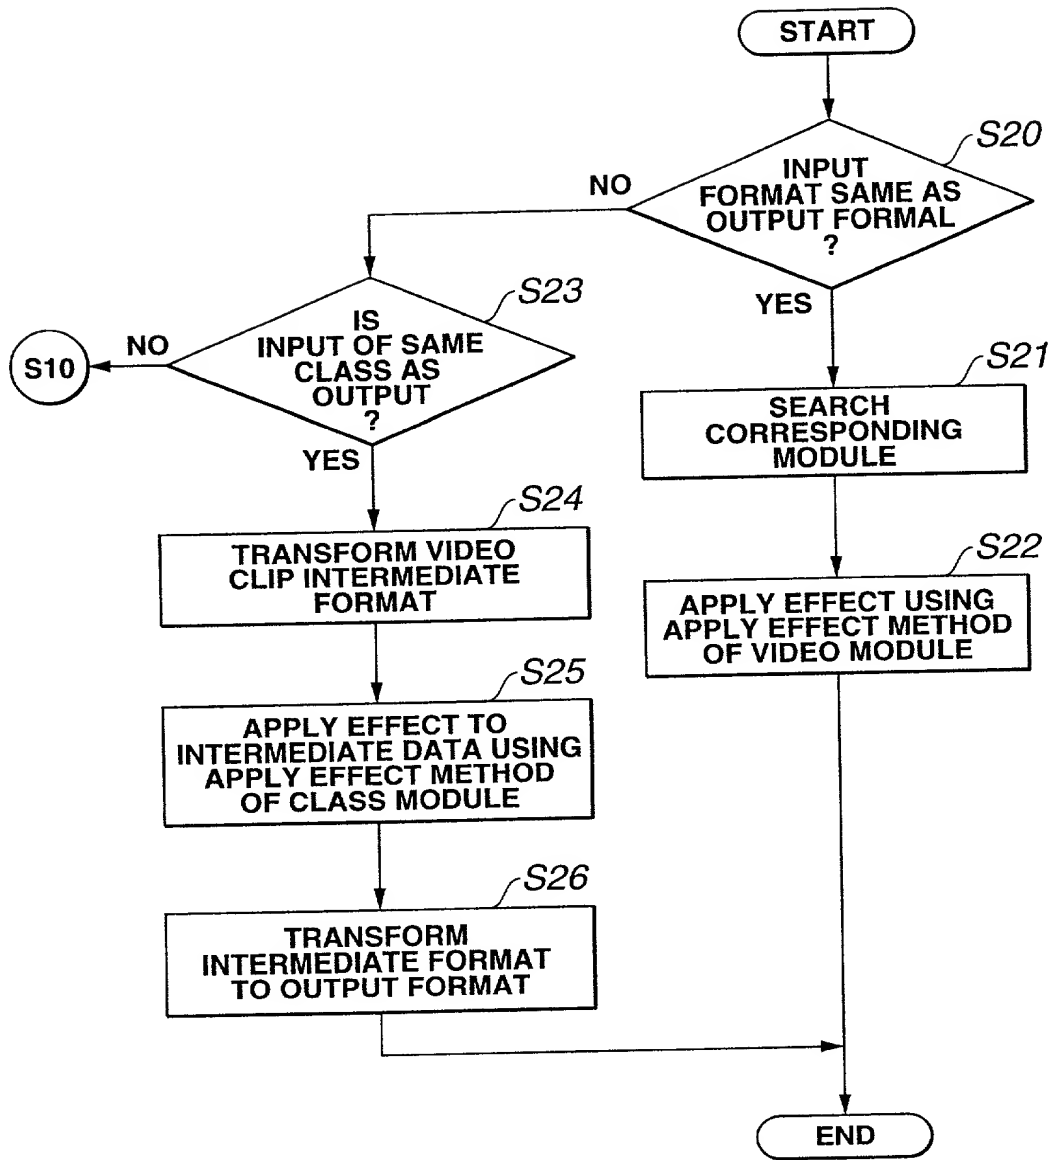 START
S20
INPUT
FORMAT SAME AS
OUTPUT FORMAL
?
NO
YES
S23
IS
INPUT OF SAME
CLASS AS
OUTPUT
?
NO
S10
YES
S21
SEARCH
CORRESPONDING
MODULE
S24
TRANSFORM VIDEO
CLIP INTERMEDIATE
FORMAT
S22
APPLY EFFECT USING
APPLY EFFECT METHOD
OF VIDEO MODULE
S25
APPLY EFFECT TO
INTERMEDIATE DATA USING
APPLY EFFECT METHOD
OF CLASS MODULE
S26
TRANSFORM
INTERMEDIATE FORMAT
TO OUTPUT FORMAT
END